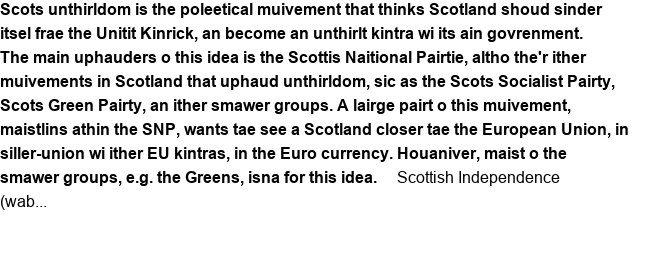 Scots unthirldom is the poleetical muivement that thinks Scotland shoud sinder
itsel frae the Unitit Kinrick, an become an unthirlt kintra wi its ain govrenment.
The main uphauders o this idea is the Scottis Naitional Pairtie, altho the'r ither
muivements in Scotland that uphaud unthirldom, sic as the Scots Socialist Pairty,
Scots Green Pairty, an ither smawer groups. A lairge pairt o this muivement,
maistlins athin the SNP, wants tae see a Scotland closer tae the European Union, in
siller-union wi ither EU kintras, in the Euro currency. Houaniver, maist o the
smawer groups, e.g. the Greens, isna for this idea. Scottish Independence
(wab...